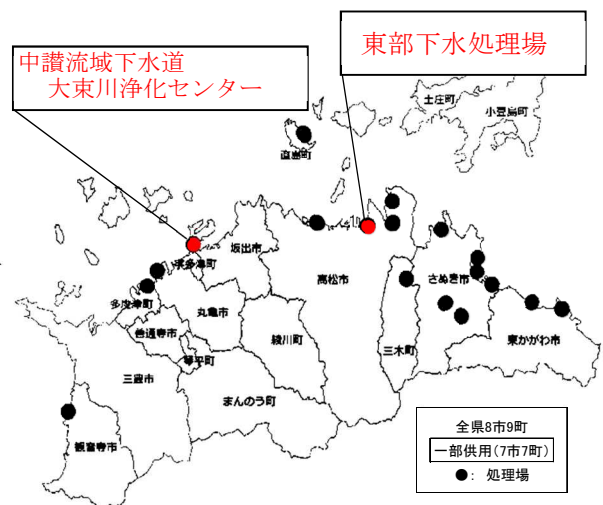 中讃流域下水道
大束川浄化センター
東部下水処理場
土庄町
小豆島町
直島町
宇多津町
坂出市
高松市
さぬき市
多度津町
丸亀市
善通寺市
綾川町
三木町
東かがわ市
琴平町
三豊市
まんのう町
観音寺市
全県8市9町
一部供用(7市7町)
●: 処理場